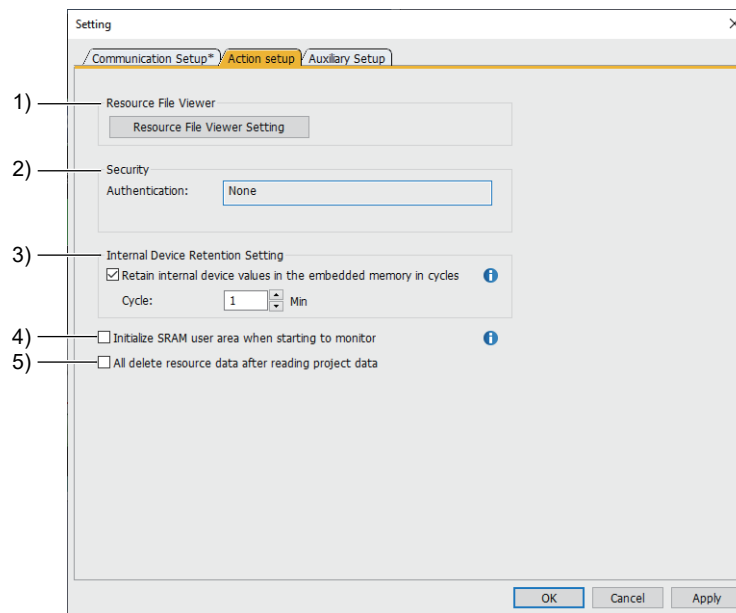 Setting
Communication Setup* Action setup Auxiliary Setup
1)
Resource File Viewer
Resource File Viewer Setting
2)
Security
Authentication: None
3)
Internal Device Retention Setting
Retain internal device values in the embedded memory in cycles
Cycle: 1 Min
4)
Initialize SRAM user area when starting to monitor
5)
All delete resource data after reading project data
OK Cancel Apply